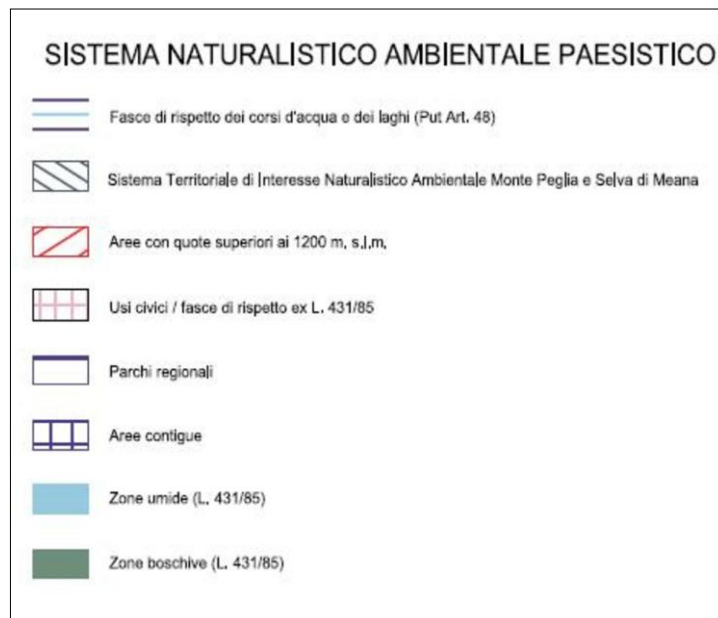 SISTEMA NATURALISTICO AMBIENTALE PAESISTICO
Fasce di rispetto dei corsi d'acqua e dei laghi (Put Art. 48)
Sistema Territoriale di Interesse Naturalistico Ambientale Monte Peglia e Selva di Meana
Aree con quote superiori ai 1200 m. s.l.m.
Usi civici / fasce di rispetto ex L. 431/85
Parchi regionali
Aree contigue
Zone umide (L. 431/85)
Zone boschive (L. 431/85)